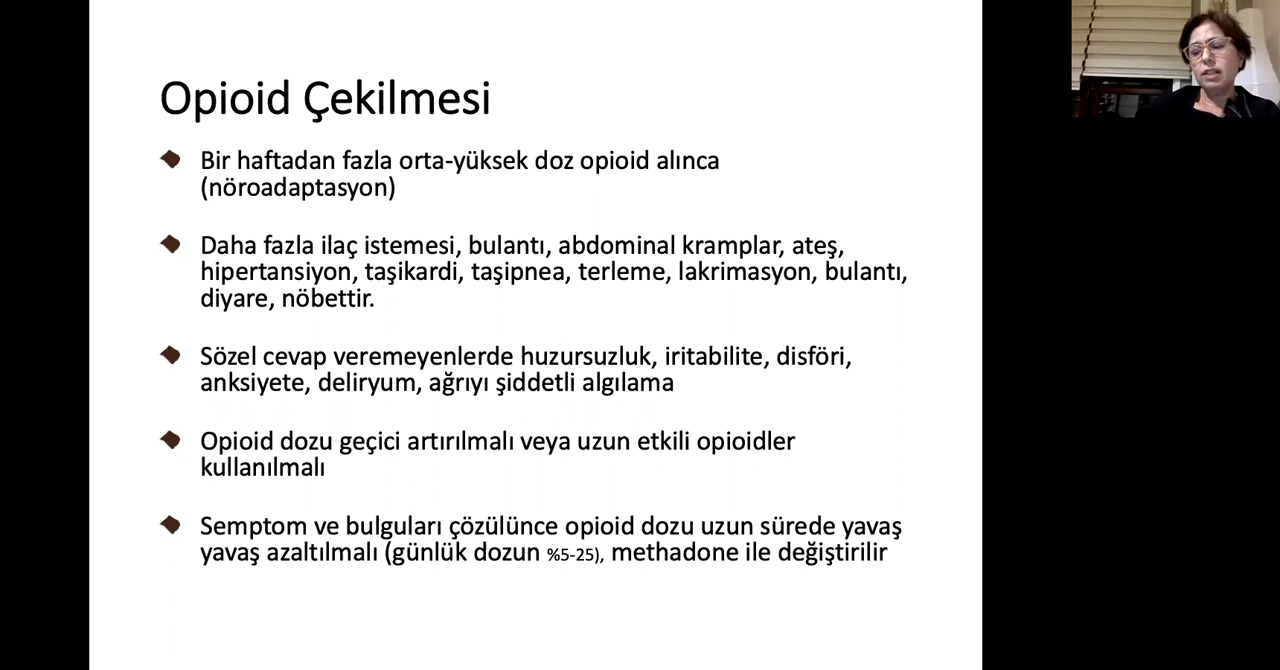 Opioid Çekilmesi
Bir haftadan fazla orta-yüksek doz opioid alınca
(nöroadaptasyon)
Daha fazla ilaç istemesi, bulantı, abdominal kramplar, ateş,
hipertansiyon, taşikardi, taşipnea, terleme, lakrimasyon, bulantı,
diyare, nöbettir.
Sözel cevap veremeyenlerde huzursuzluk, iritabilite, disföri,
anksiyete, deliryum, ağrıyı şiddetli algılama
Opioid dozu geçici artırılmalı veya uzun etkili opioidler
kullanılmalı
Semptom ve bulguları çözülünce opioid dozu uzun sürede yavaş
yavaş azaltılmalı (günlük dozun %5-25), methadone ile değiştirilir